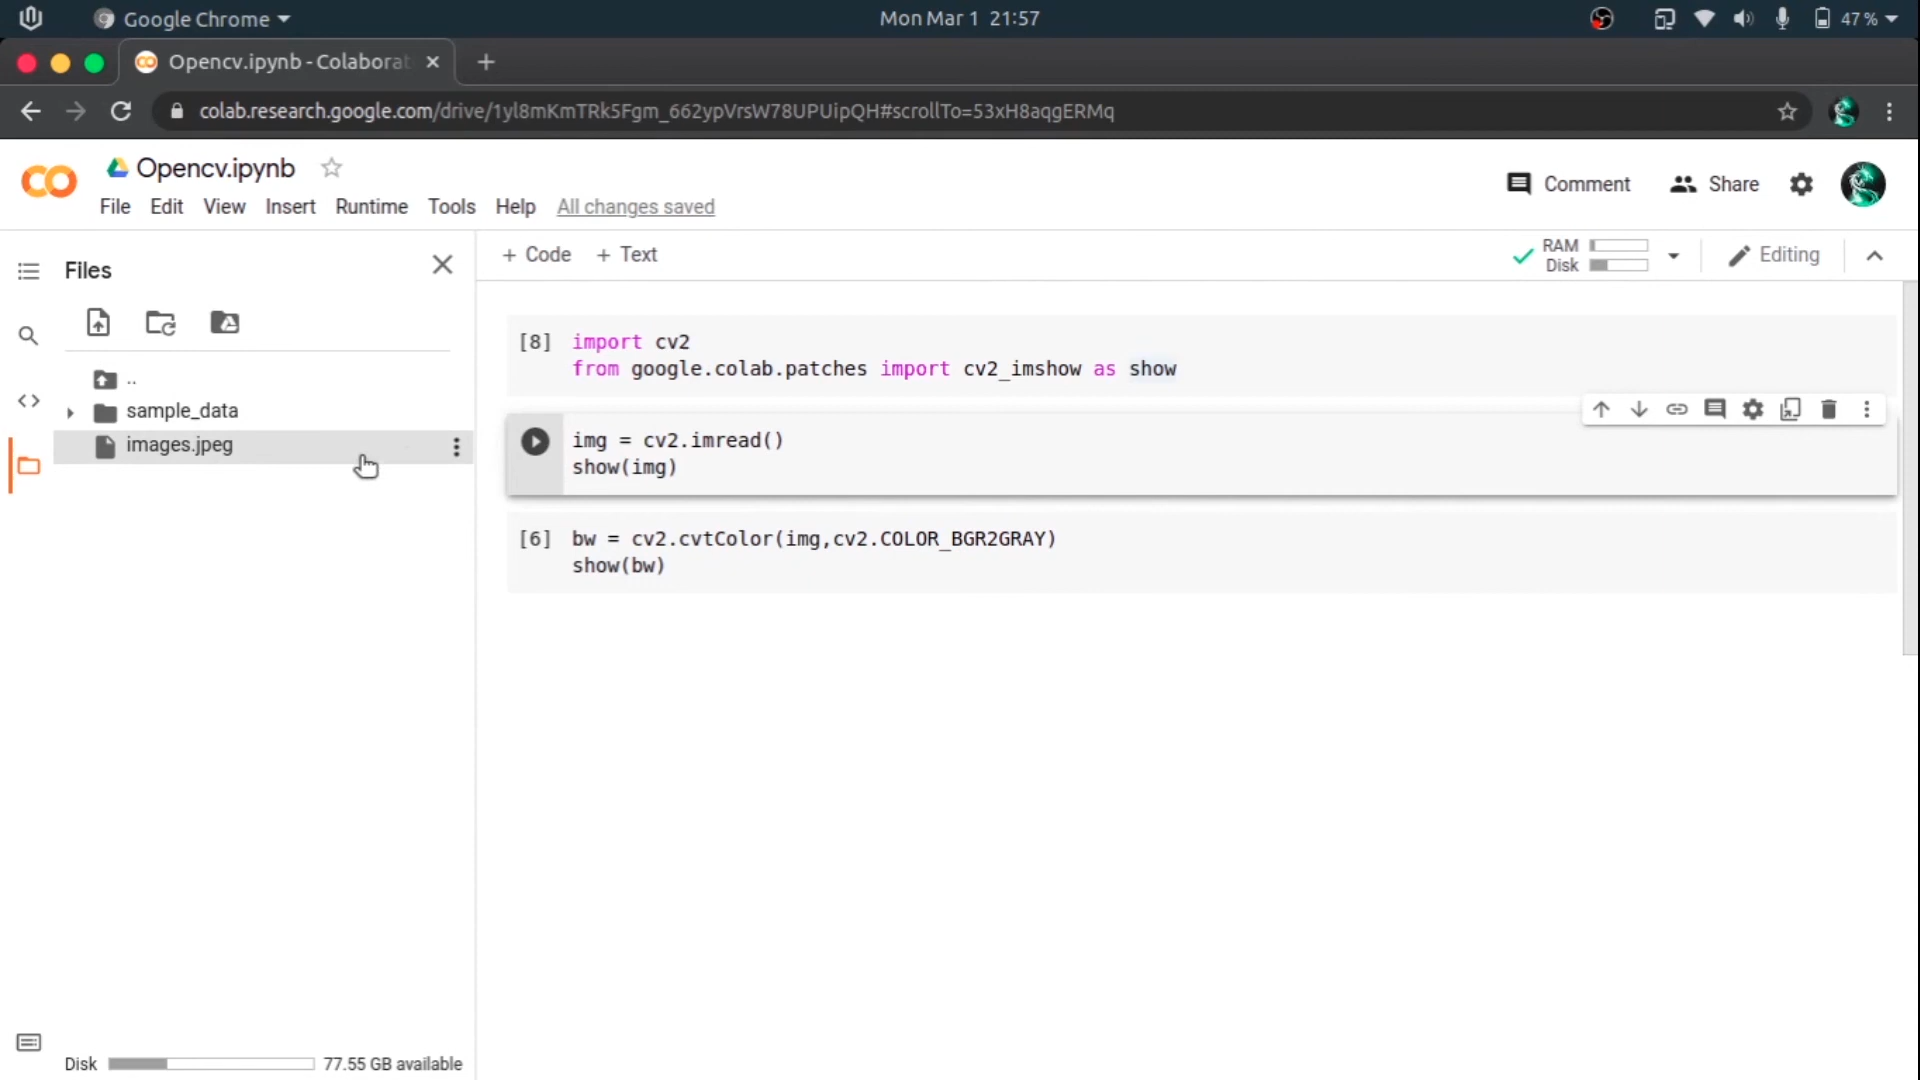 Google Chrome
Mon Mar 1 21:57
47 %
Opencv.ipynb - Colaborat
colab.research.google.com/drive/1yl8mKmTRk5Fgm_662ypVrsW78UPUipQH#scrollTo=53xH8aqgERMq
Opencv.ipynb
Comment
Share
File Edit View Insert Runtime Tools Help All changes saved
Files
+ Code + Text
RAM
Disk
Editing
..
sample_data
images.jpeg
[8] import cv2
from google.colab.patches import cv2_imshow as show
img = cv2.imread()
show(img)
[6] bw = cv2.cvtColor(img,cv2.COLOR_BGR2GRAY)
show(bw)
Disk 77.55 GB available